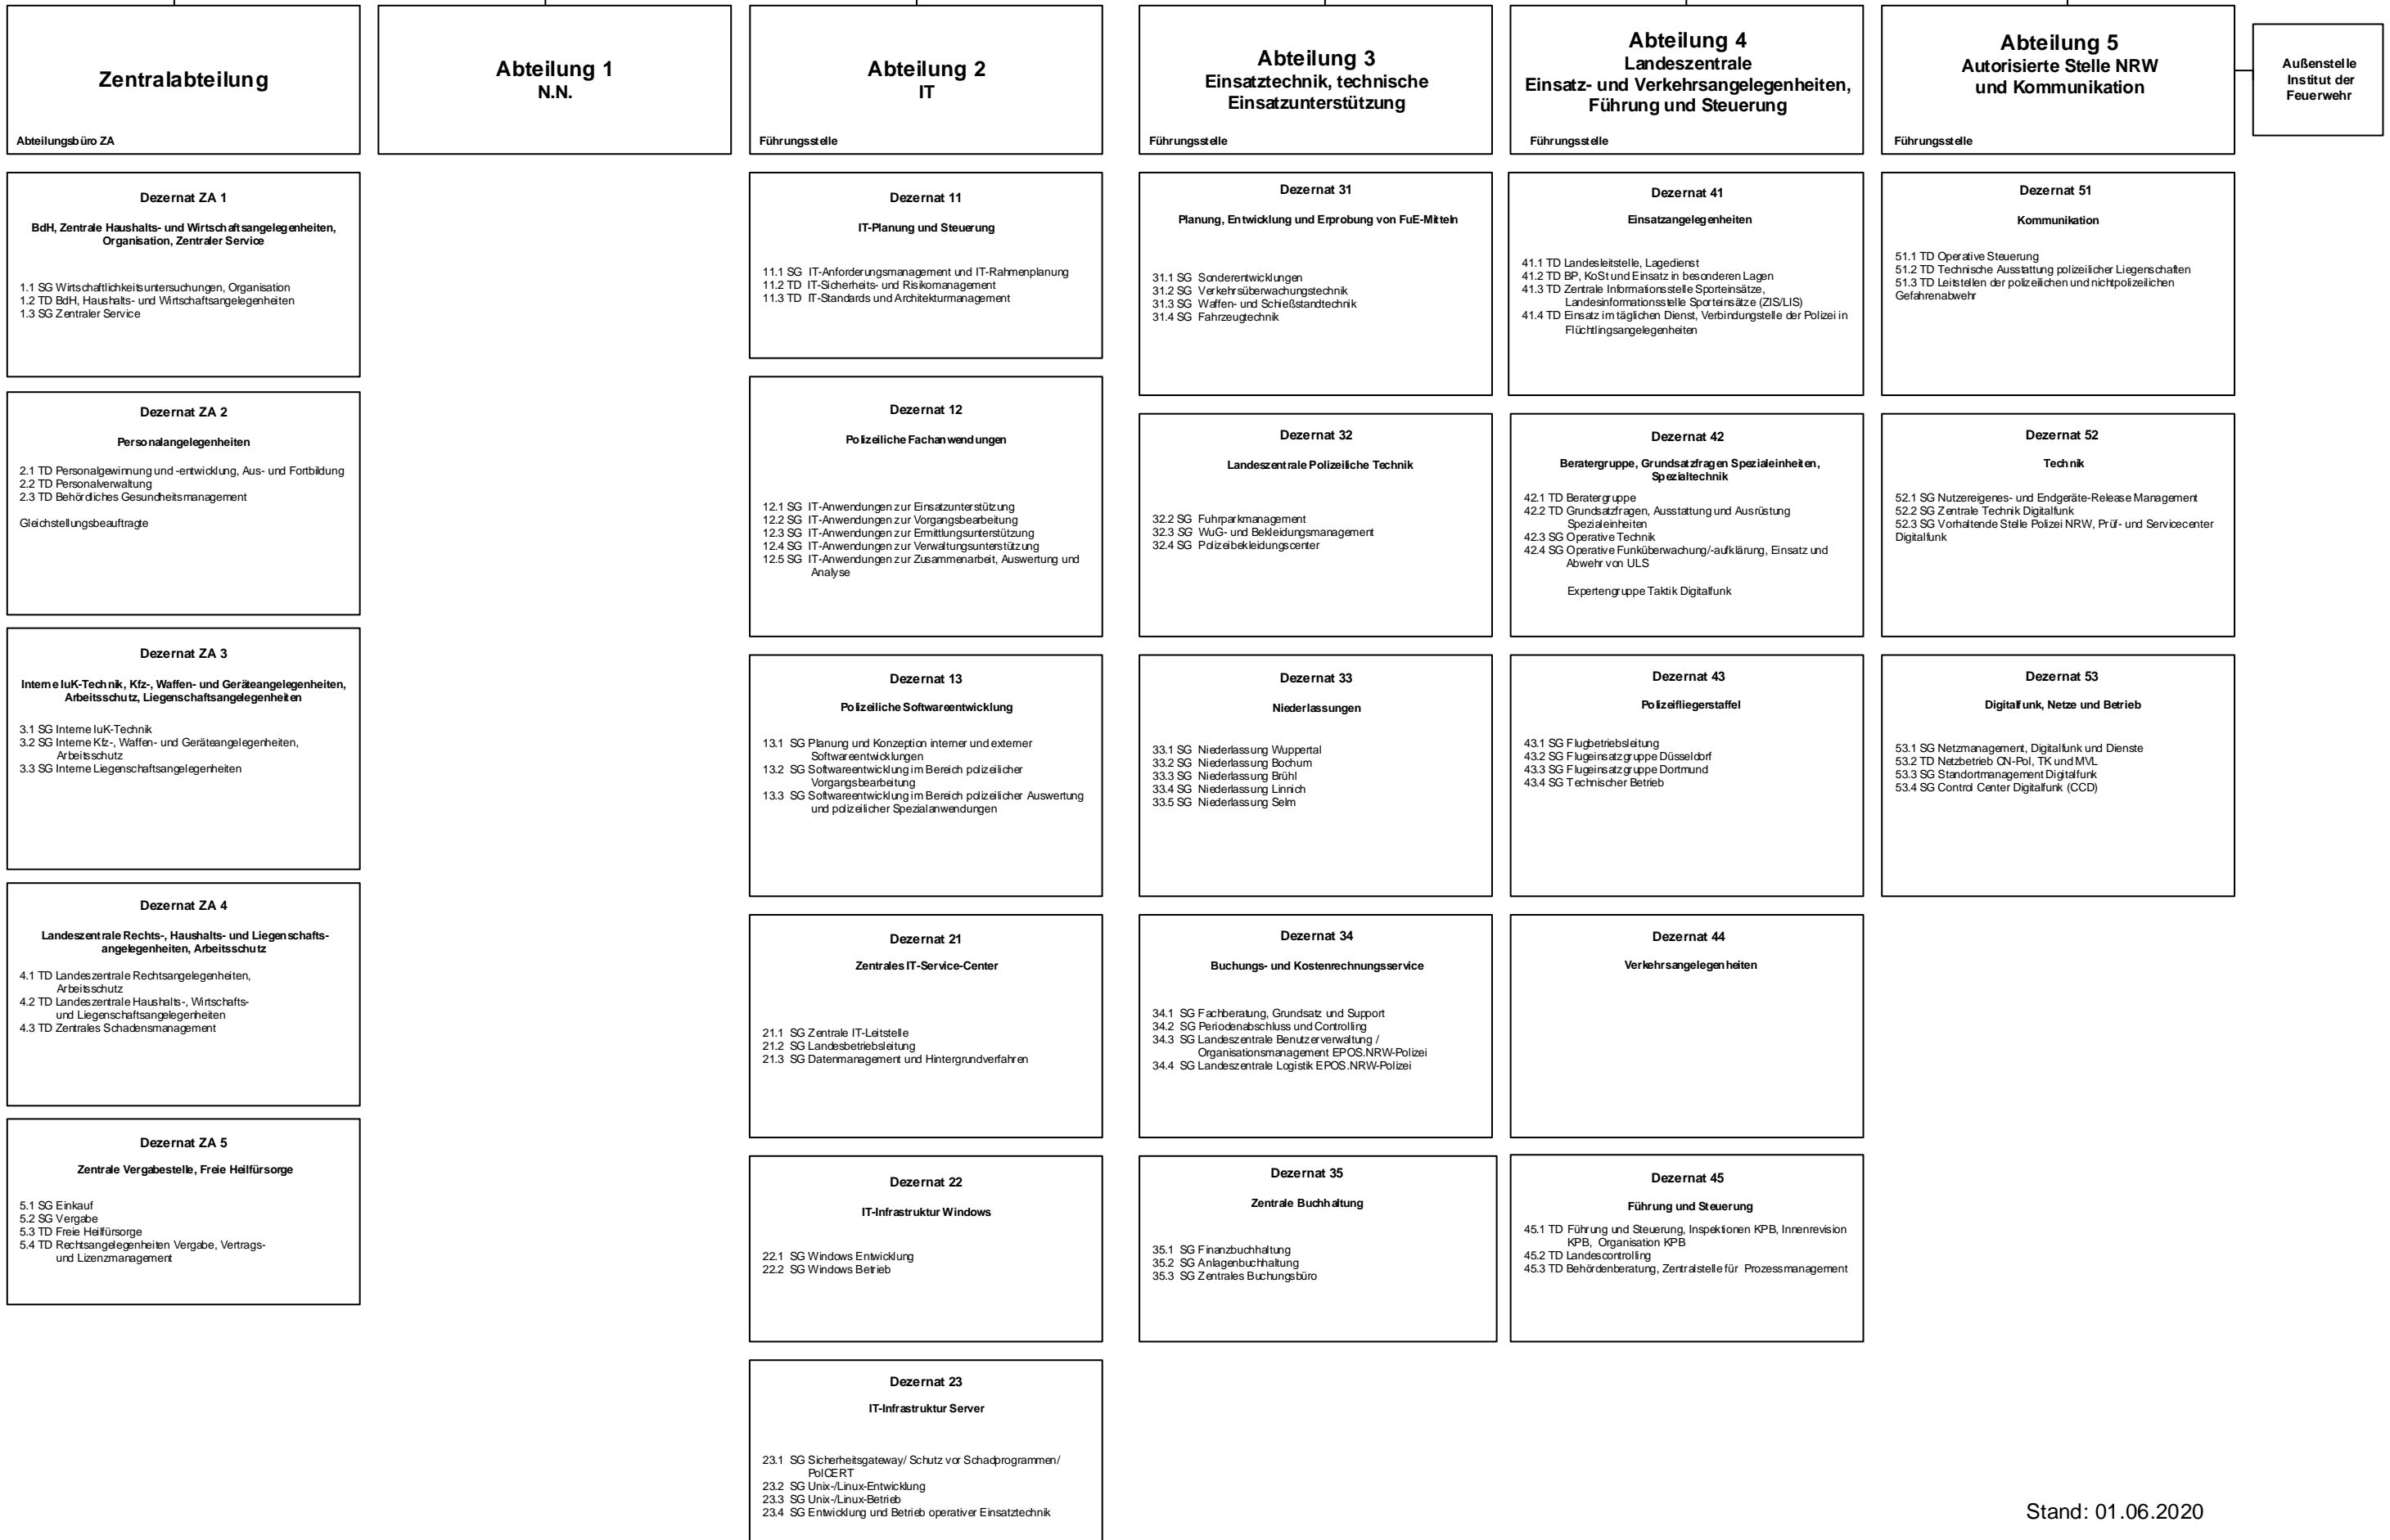 Zentralabteilung
Abteilungsbüro ZA
Dezernat ZA 1
BdH, Zentrale Haushalts- und Wirtschaftsangelegenheiten,
Organisation, Zentraler Service
1.1 SG Wirtschaftlichkeitsuntersuchungen, Organisation
1.2 TD BdH, Haushalts- und Wirtschaftsangelegenheiten
1.3 SG Zentraler Service
Dezernat ZA 2
Personalangelegenheiten
2.1 TD Personalgewinnung und -entwicklung, Aus- und Fortbildung
2.2 TD Personalverwaltung
2.3 TD Behördliches Gesundheitsmanagement
Gleichstellungsbeauftragte
Dezernat ZA 3
Interne IuK-Technik, Kfz-, Waffen- und Geräteangelegenheiten,
Arbeitsschutz, Liegenschaftsangelegenheiten
3.1 SG Interne IuK-Technik
3.2 SG Interne Kfz-, Waffen- und Geräteangelegenheiten,
Arbeitsschutz
3.3 SG Interne Liegenschaftsangelegenheiten
Dezernat ZA 4
Landeszentrale Rechts-, Haushalts- und Liegenschafts-
angelegenheiten, Arbeitsschutz
4.1 TD Landeszentrale Rechtsangelegenheiten,
Arbeitsschutz
4.2 TD Landeszentrale Haushalts-, Wirtschafts-
und Liegenschaftsangelegenheiten
4.3 TD Zentrales Schadensmanagement
Dezernat ZA 5
Zentrale Vergabestelle, Freie Heilfürsorge
5.1 SG Einkauf
5.2 SG Vergabe
5.3 TD Freie Heilfürsorge
5.4 TD Rechtsangelegenheiten Vergabe, Vertrags-
und Lizenzmanagement
Abteilung 1
N.N.
Abteilung 2
IT
Führungsstelle
Dezernat 11
IT-Planung und Steuerung
11.1 SG IT-Anforderungsmanagement und IT-Rahmenplanung
11.2 TD IT-Sicherheits- und Risikomanagement
11.3 TD IT-Standards und Architekturmanagement
Dezernat 12
Polizeiliche Fachanwendungen
12.1 SG IT-Anwendungen zur Einsatzunterstützung
12.2 SG IT-Anwendungen zur Vorgangsbearbeitung
12.3 SG IT-Anwendungen zur Ermittlungsunterstützung
12.4 SG IT-Anwendungen zur Verwaltungsunterstützung
12.5 SG IT-Anwendungen zur Zusammenarbeit, Auswertung und
Analyse
Dezernat 13
Polizeiliche Softwareentwicklung
13.1 SG Planung und Konzeption interner und externer
Softwareentwicklungen
13.2 SG Softwareentwicklung im Bereich polizeilicher
Vorgangsbearbeitung
13.3 SG Softwareentwicklung im Bereich polizeilicher Auswertung
und polizeilicher Spezialanwendungen
Dezernat 21
Zentrales IT-Service-Center
21.1 SG Zentrale IT-Leitstelle
21.2 SG Landesbetriebsleitung
21.3 SG Datenmanagement und Hintergrundverfahren
Dezernat 22
IT-Infrastruktur Windows
22.1 SG Windows Entwicklung
22.2 SG Windows Betrieb
Dezernat 23
IT-Infrastruktur Server
23.1 SG Sicherheitsgateway/ Schutz vor Schadprogrammen/
PolCERT
23.2 SG Unix-/Linux-Entwicklung
23.3 SG Unix-/Linux-Betrieb
23.4 SG Entwicklung und Betrieb operativer Einsatztechnik
Abteilung 3
Einsatztechnik, technische
Einsatzunterstützung
Führungsstelle
Dezernat 31
Planung, Entwicklung und Erprobung von FuE-Mitteln
31.1 SG Sonderentwicklungen
31.2 SG Verkehrsüberwachungstechnik
31.3 SG Waffen- und Schießstandtechnik
31.4 SG Fahrzeugtechnik
Dezernat 32
Landeszentrale Polizeiliche Technik
32.2 SG Fuhrparkmanagement
32.3 SG WuG- und Bekleidungsmanagement
32.4 SG Polizeibekleidungscenter
Dezernat 33
Niederlassungen
33.1 SG Niederlassung Wuppertal
33.2 SG Niederlassung Bochum
33.3 SG Niederlassung Brühl
33.4 SG Niederlassung Linnich
33.5 SG Niederlassung Selm
Dezernat 34
Buchungs- und Kostenrechnungsservice
34.1 SG Fachberatung, Grundsatz und Support
34.2 SG Periodenabschluss und Controlling
34.3 SG Landeszentrale Benutzerverwaltung /
Organisationsmanagement EPOS.NRW-Polizei
34.4 SG Landeszentrale Logistik EPOS.NRW-Polizei
Dezernat 35
Zentrale Buchhaltung
35.1 SG Finanzbuchhaltung
35.2 SG Anlagenbuchhaltung
35.3 SG Zentrales Buchungsbüro
Abteilung 4
Landeszentrale
Einsatz- und Verkehrsangelegenheiten,
Führung und Steuerung
Führungsstelle
Dezernat 41
Einsatzangelegenheiten
41.1 TD Landesleitstelle, Lagedienst
41.2 TD BP, KoSt und Einsatz in besonderen Lagen
41.3 TD Zentrale Informationsstelle Sporteinsätze,
Landesinformationsstelle Sporteinsätze (ZIS/LIS)
41.4 TD Einsatz im täglichen Dienst, Verbindungstelle der Polizei in
Flüchtlingsangelegenheiten
Dezernat 42
Beratergruppe, Grundsatzfragen Spezialeinheiten,
Spezialtechnik
42.1 TD Beratergruppe
42.2 TD Grundsatzfragen, Ausstattung und Ausrüstung
Spezialeinheiten
42.3 SG Operative Technik
42.4 SG Operative Funküberwachung/-aufklärung, Einsatz und
Abwehr von ULS
Expertengruppe Taktik Digitalfunk
Dezernat 43
Polizeifliegerstaffel
43.1 SG Flugbetriebsleitung
43.2 SG Flugeinsatzgruppe Düsseldorf
43.3 SG Flugeinsatzgruppe Dortmund
43.4 SG Technischer Betrieb
Dezernat 44
Verkehrsangelegenheiten
Dezernat 45
Führung und Steuerung
45.1 TD Führung und Steuerung, Inspektionen KPB, Innenrevision
KPB, Organisation KPB
45.2 TD Landescontrolling
45.3 TD Behördenberatung, Zentralstelle für Prozessmanagement
Abteilung 5
Autorisierte Stelle NRW
und Kommunikation
Führungsstelle
Dezernat 51
Kommunikation
51.1 TD Operative Steuerung
51.2 TD Technische Ausstattung polizeilicher Liegenschaften
51.3 TD Leitstellen der polizeilichen und nichtpolizeilichen
Gefahrenabwehr
Dezernat 52
Technik
52.1 SG Nutzereigenes- und Endgeräte-Release Management
52.2 SG Zentrale Technik Digitalfunk
52.3 SG Vorhaltende Stelle Polizei NRW, Prüf- und Servicecenter
Digitalfunk
Dezernat 53
Digitalfunk, Netze und Betrieb
53.1 SG Netzmanagement, Digitalfunk und Dienste
53.2 TD Netzbetrieb CN-Pol, TK und MVL
53.3 SG Standortmanagement Digitalfunk
53.4 SG Control Center Digitalfunk (CCD)
Außenstelle
Institut der
Feuerwehr
Stand: 01.06.2020